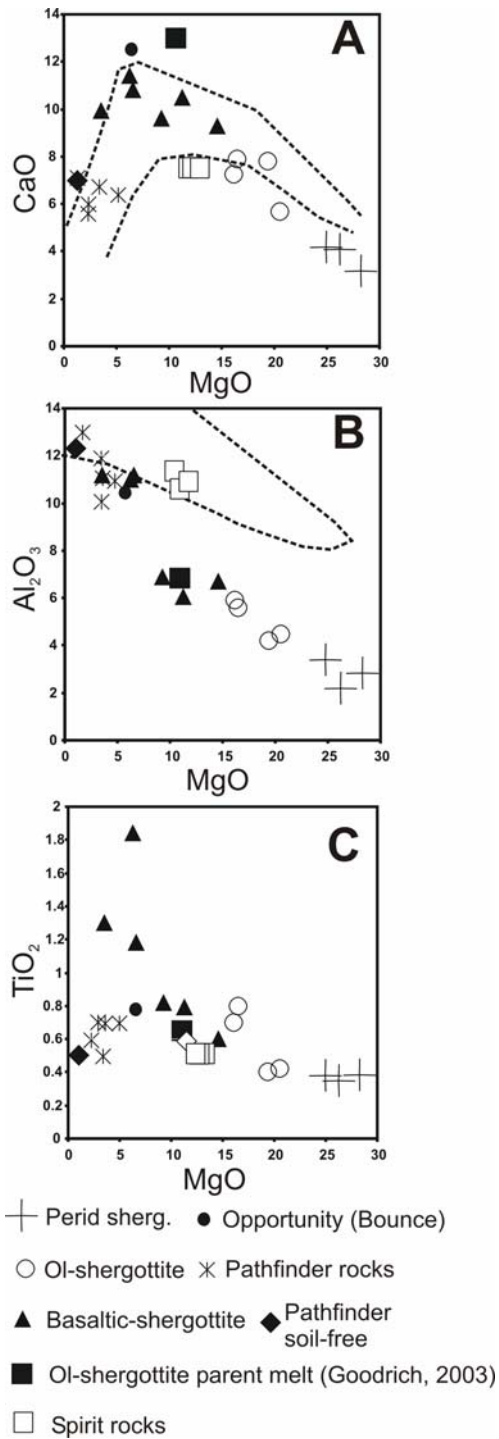 A
14
12
10
8
6
4
2
0
CaO
0 5 10 15 20 25 30
MgO
B
14
12
10
8
6
4
2
0
Al₂O₃
0 5 10 15 20 25 30
MgO
C
2
1.8
1.6
1.4
1.2
1
0.8
0.6
0.4
0.2
0
TiO₂
0 5 10 15 20 25 30
MgO
Perid sherg. Opportunity (Bounce)
Ol-shergottite Pathfinder rocks
Basaltic-shergottite Pathfinder
soil-free
Ol-shergottite parent melt (Goodrich, 2003)
Spirit rocks